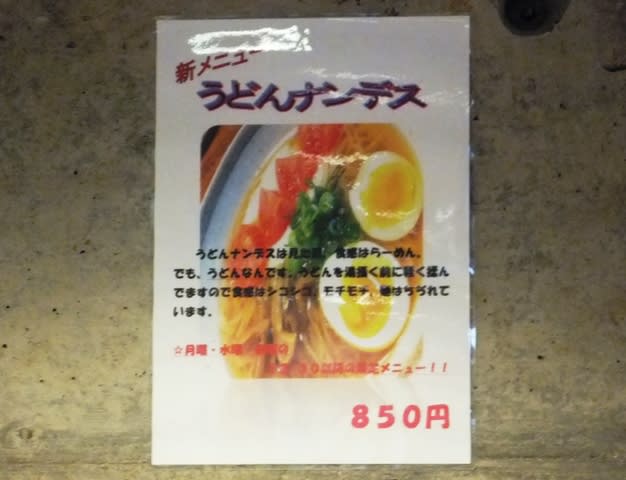 新メニュー
うどんナンデス
うどんナンデスは見た目、食感はらーめん。
でも、うどんなんです。うどんを湯掻く前に軽く揉ん
でますので食感はシコシコ、モチモチ 麺はちぢれて
います。
☆月曜・水曜
限定メニュー！！
850円